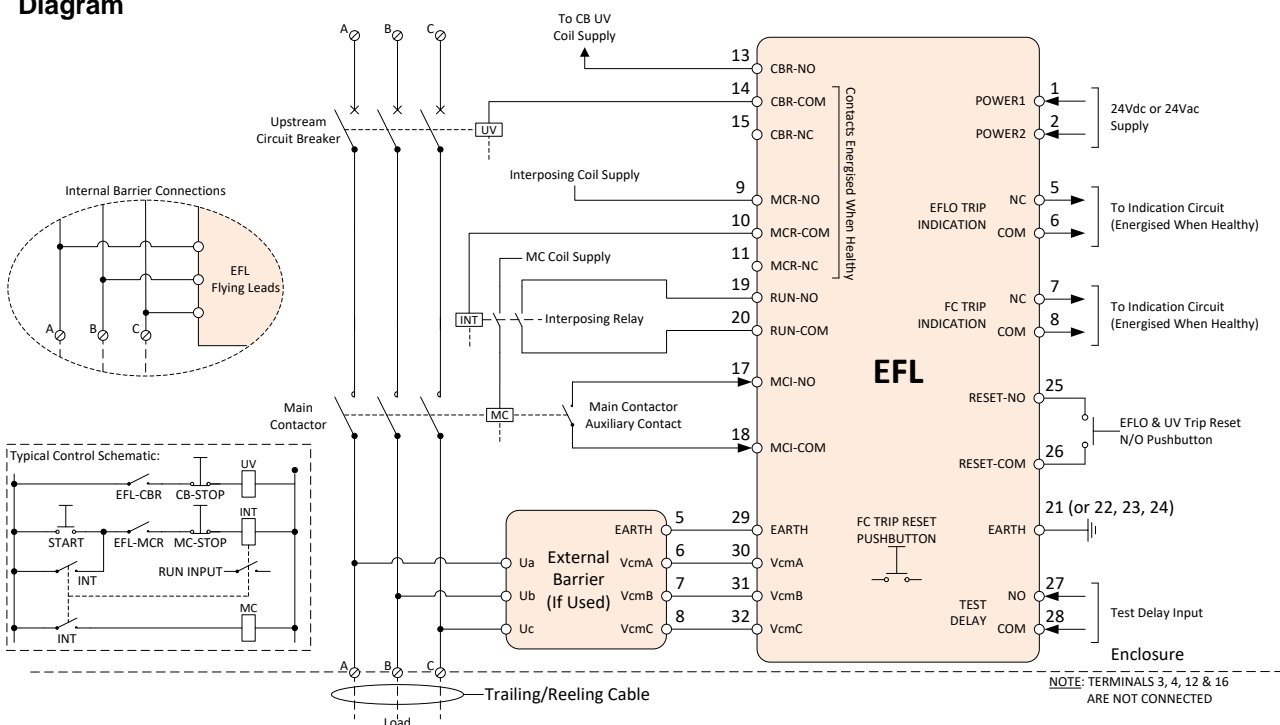 Diagram
A
B
C
To CB UV
Coil Supply
Upstream
Circuit Breaker
UV
Interposing Coil Supply
MC Coil Supply
INT
Interposing Relay
Main
Contactor
MC
Main Contactor
Auxiliary Contact
Internal Barrier Connections
EFL
Flying Leads
A
B
C
Typical Control Schematic:
UV
EFL-CBR
CB-STOP
INT
START
EFL-MCR
MC-STOP
INT
RUN INPUT
MC
INT
External
Barrier
(If Used)
Ua
Ub
Uc
EARTH
5
VcmA
6
VcmB
7
VcmC
8
13
CBR-NO
14
CBR-COM
15
CBR-NC
9
MCR-NO
10
MCR-COM
11
MCR-NC
Contacts Energised When Healthy
19
RUN-NO
20
RUN-COM
17
MCI-NO
18
MCI-COM
29
EARTH
30
VcmA
31
VcmB
32
VcmC
EFL
POWER1
1
POWER2
2
24Vdc or 24Vac
Supply
EFLO TRIP
INDICATION
NC
5
COM
6
To Indication Circuit
(Energised When Healthy)
FC TRIP
INDICATION
NC
7
COM
8
To Indication Circuit
(Energised When Healthy)
RESET-NO
25
RESET-COM
26
EFLO & UV Trip Reset
N/O Pushbutton
FC TRIP RESET
PUSHBUTTON
EARTH
21 (or 22, 23, 24)
TEST
DELAY
NO
27
COM
28
Test Delay Input
Enclosure
A
B
C
Trailing/Reeling Cable
Load
NOTE: TERMINALS 3, 4, 12 & 16
ARE NOT CONNECTED